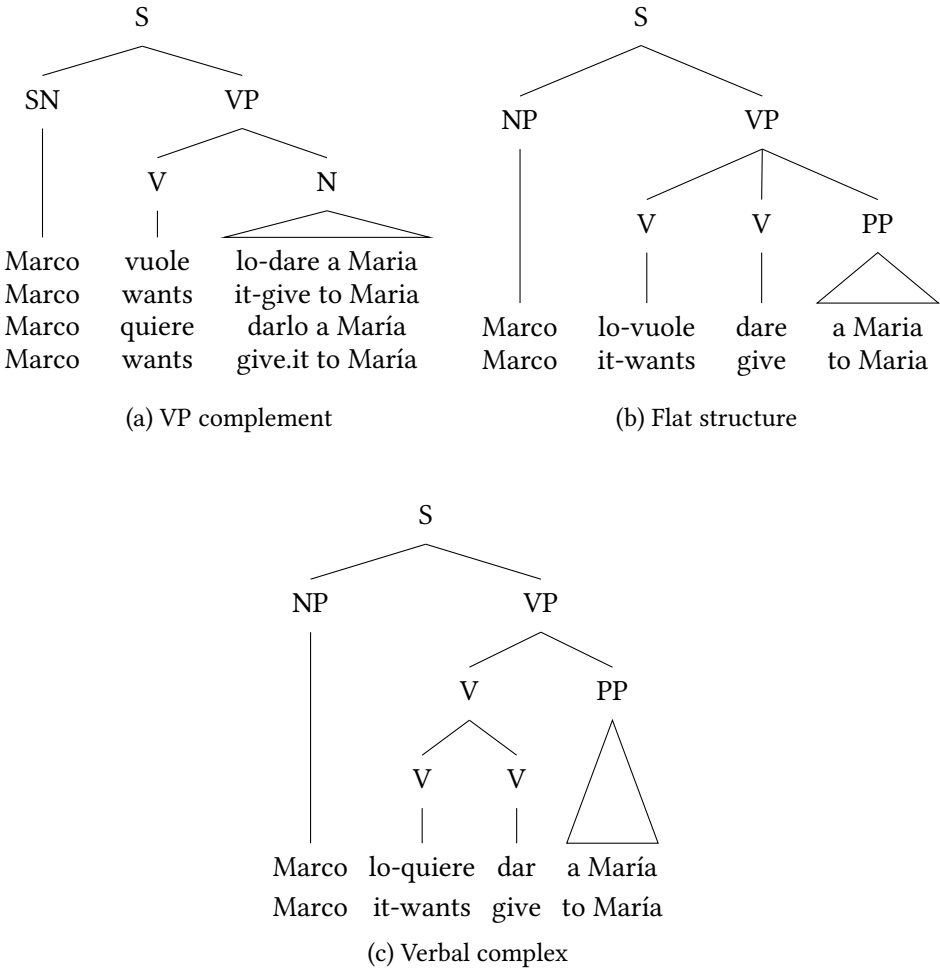 S
SN VP
V N
Marco vuole lo-dare a Maria
Marco wants it-give to Maria
Marco quiere darlo a María
Marco wants give.it to María
(a) VP complement
S
NP VP
V V PP
Marco lo-vuole dare a Maria
Marco it-wants give to Maria
(b) Flat structure
S
NP VP
V PP
V V
Marco lo-quiere dar a María
Marco it-wants give to María
(c) Verbal complex